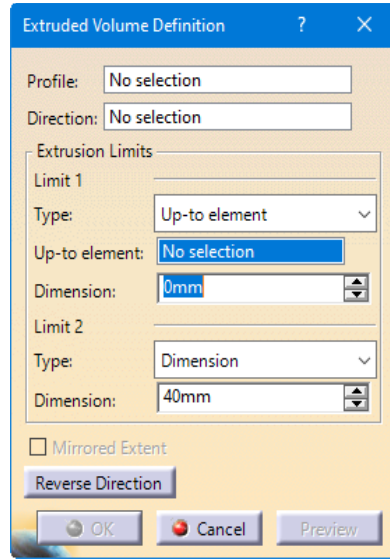 Extruded Volume Definition ? ×
Profile: No selection
Direction: No selection
Extrusion Limits
Limit 1
Type: Up-to element
Up-to element: No selection
Dimension: 0mm
Limit 2
Type: Dimension
Dimension: 40mm
Mirrored Extent
Reverse Direction
OK Cancel Preview